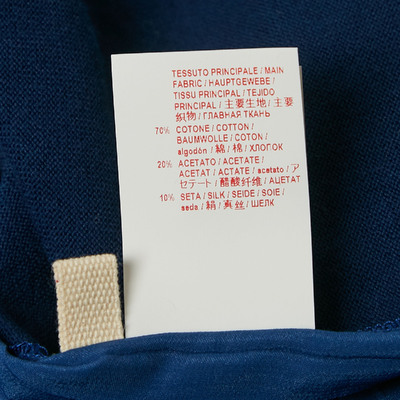 TESSUTO PRINCIPALE / MAIN
FABRIC / HAUPTGEWEBE /
TISSU PRINCIPAL / TEJIDO
PRINCIPAL / 主要生地 / 主要
织物 / ГЛАВНАЯ ТКАНЬ
70% COTONE / COTTON /
BAUMWOLLE / COTON /
algodón / 綿 / 棉 / ХЛОПОК
20% ACETATO / ACETATE /
ACETAT / ACTATE / acetato / ア
セテート / 醋酸纤维 / АЦЕТАТ
10% SETA / SILK / SEIDE / SOIE /
seda / 絹 / 真丝 / ШЕЛК